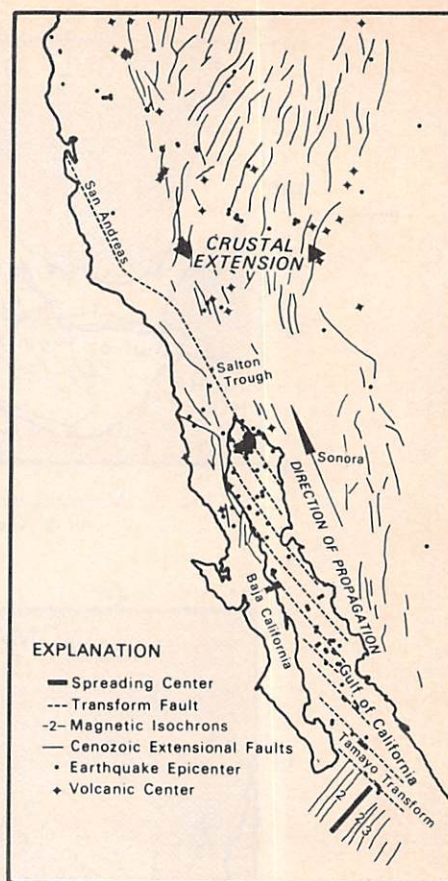 San Andreas
CRUSTAL
EXTENSION
Salton
Trough
Sonora
DIRECTION OF PROPAGATION
Baja California
Gulf of California
Tamayo Transform
2
2
3
EXPLANATION
Spreading Center
Transform Fault
-2- Magnetic Isochrons
Cenozoic Extensional Faults
Earthquake Epicenter
Volcanic Center